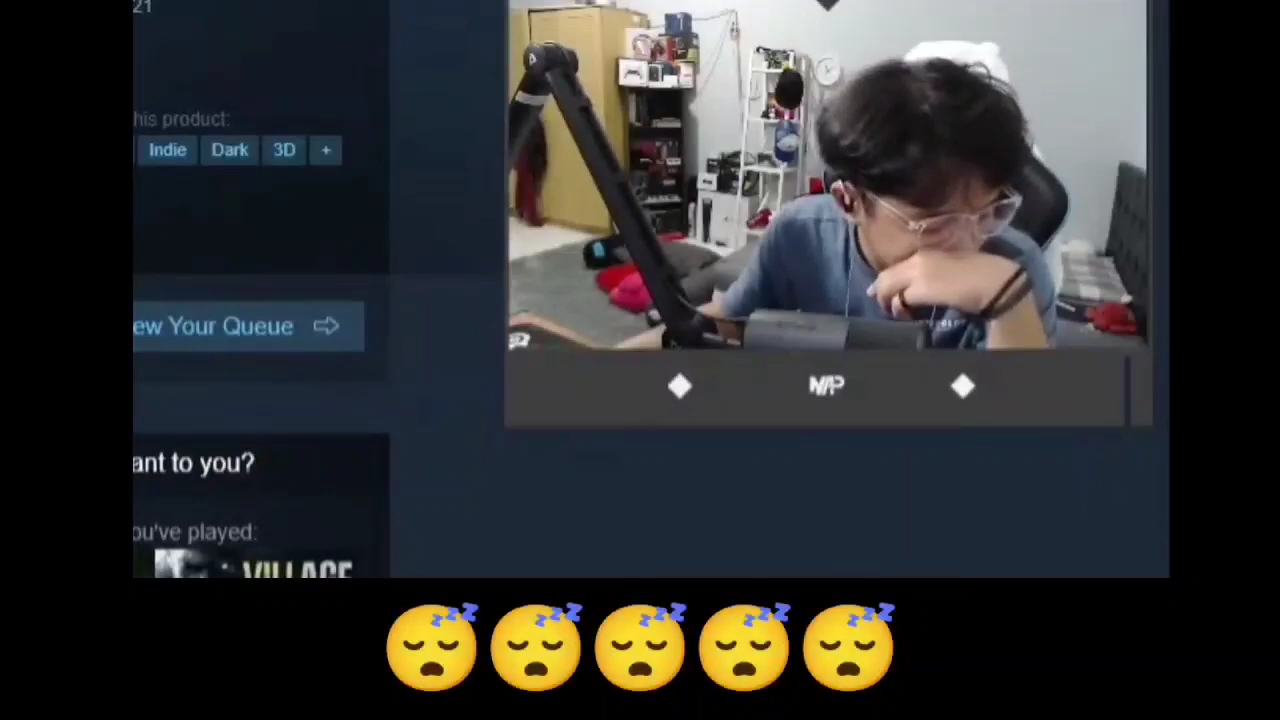 21
his product:
Indie Dark 3D +
ew Your Queue
ant to you?
ou've played:
VILLAGE